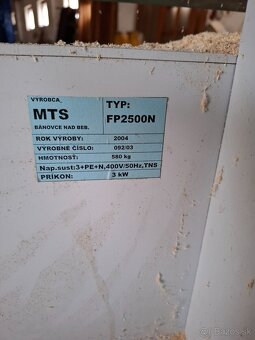 VÝROBCA
MTS
BÁNOVCE NAD BEB.
TYP:
FP2500N
ROK VÝROBY: 2004
VÝROBNÉ ČÍSLO: 092/03
HMOTNOSŤ: 580 kg
Nap.sust:3+PE+N,400V/50Hz,TNS
PRÍKON: 3 kW